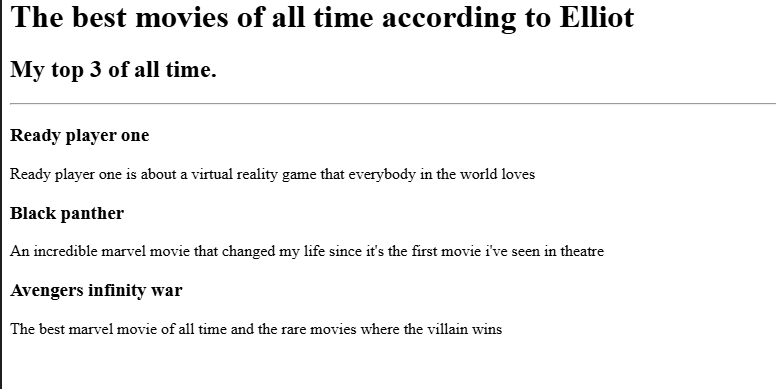 The best movies of all time according to Elliot
My top 3 of all time.
Ready player one
Ready player one is about a virtual reality game that everybody in the world loves
Black panther
An incredible marvel movie that changed my life since it's the first movie i've seen in theatre
Avengers infinity war
The best marvel movie of all time and the rare movies where the villain wins